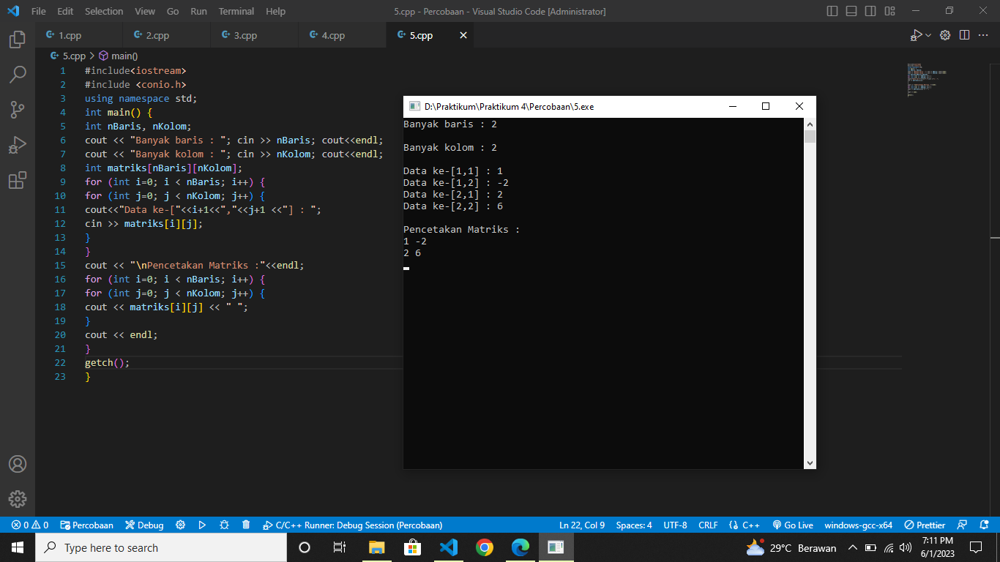 File Edit Selection View Go Run Terminal Help 5.cpp - Percobaan - Visual Studio Code [Administrator]
1.cpp 2.cpp 3.cpp 4.cpp 5.cpp
5.cpp > main()
1 #include<iostream>
2 #include <conio.h>
3 using namespace std;
4 int main() {
5 int nBaris, nKolom;
6 cout << "Banyak baris : "; cin >> nBaris; cout<<endl;
7 cout << "Banyak kolom : "; cin >> nKolom; cout<<endl;
8 int matriks[nBaris][nKolom];
9 for (int i=0; i < nBaris; i++) {
10 for (int j=0; j < nKolom; j++) {
11 cout<<"Data ke-["<<i+1<<","<<j+1 <<"] : ";
12 cin >> matriks[i][j];
13 }
14 }
15 cout << "\nPencetakan Matriks :"<<endl;
16 for (int i=0; i < nBaris; i++) {
17 for (int j=0; j < nKolom; j++) {
18 cout << matriks[i][j] << " ";
19 }
20 cout << endl;
21 }
22 getch();
23 }
D:\Praktikum\Praktikum 4\Percobaan\5.exe
Banyak baris : 2
Banyak kolom : 2
Data ke-[1,1] : 1
Data ke-[1,2] : -2
Data ke-[2,1] : 2
Data ke-[2,2] : 6
Pencetakan Matriks :
1 -2
2 6
0 0 Percobaan Debug C/C++ Runner: Debug Session (Percobaan) Ln 22, Col 9 Spaces: 4 UTF-8 CRLF {} C++ Go Live windows-gcc-x64 Prettier
Type here to search 29°C Berawan 7:11 PM
6/1/2023